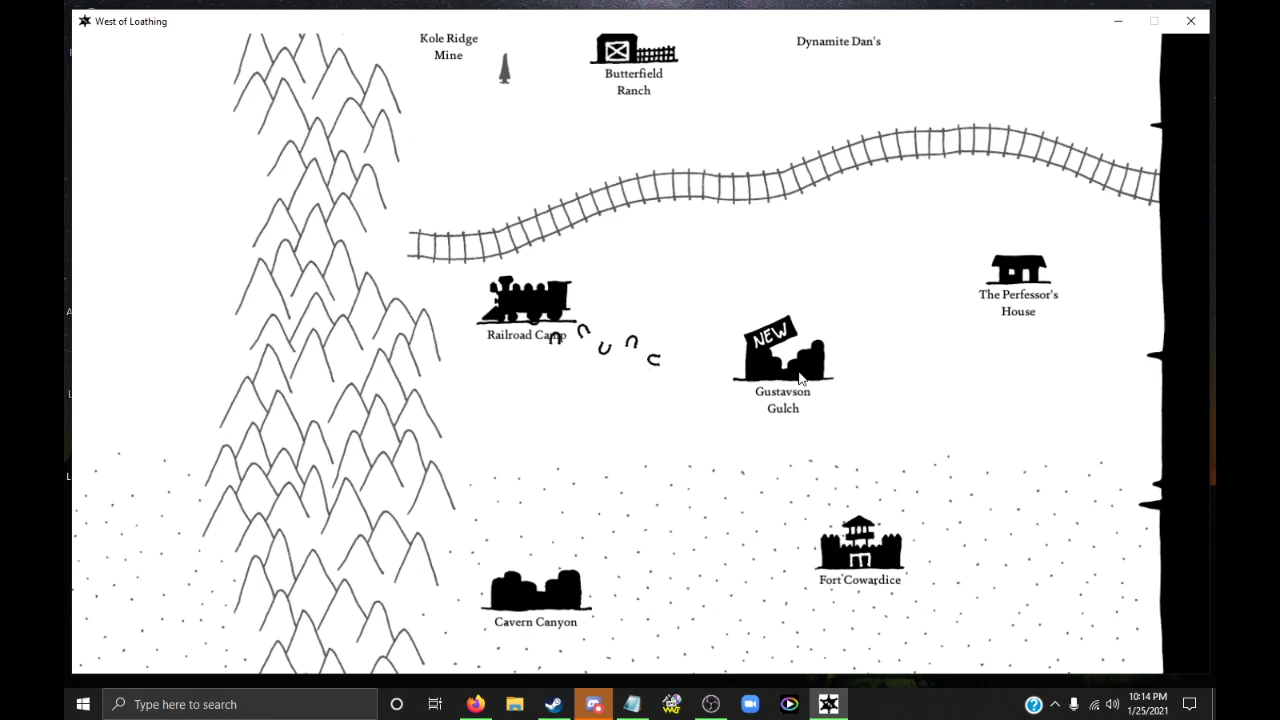 West of Loathing
Kole Ridge
Mine
Butterfield
Ranch
Dynamite Dan's
The Perfessor's
House
Railroad Camp
NEW
Gustavson
Gulch
Fort Cowardice
Cavern Canyon
A
L
L
Type here to search
10:14 PM
1/25/2021